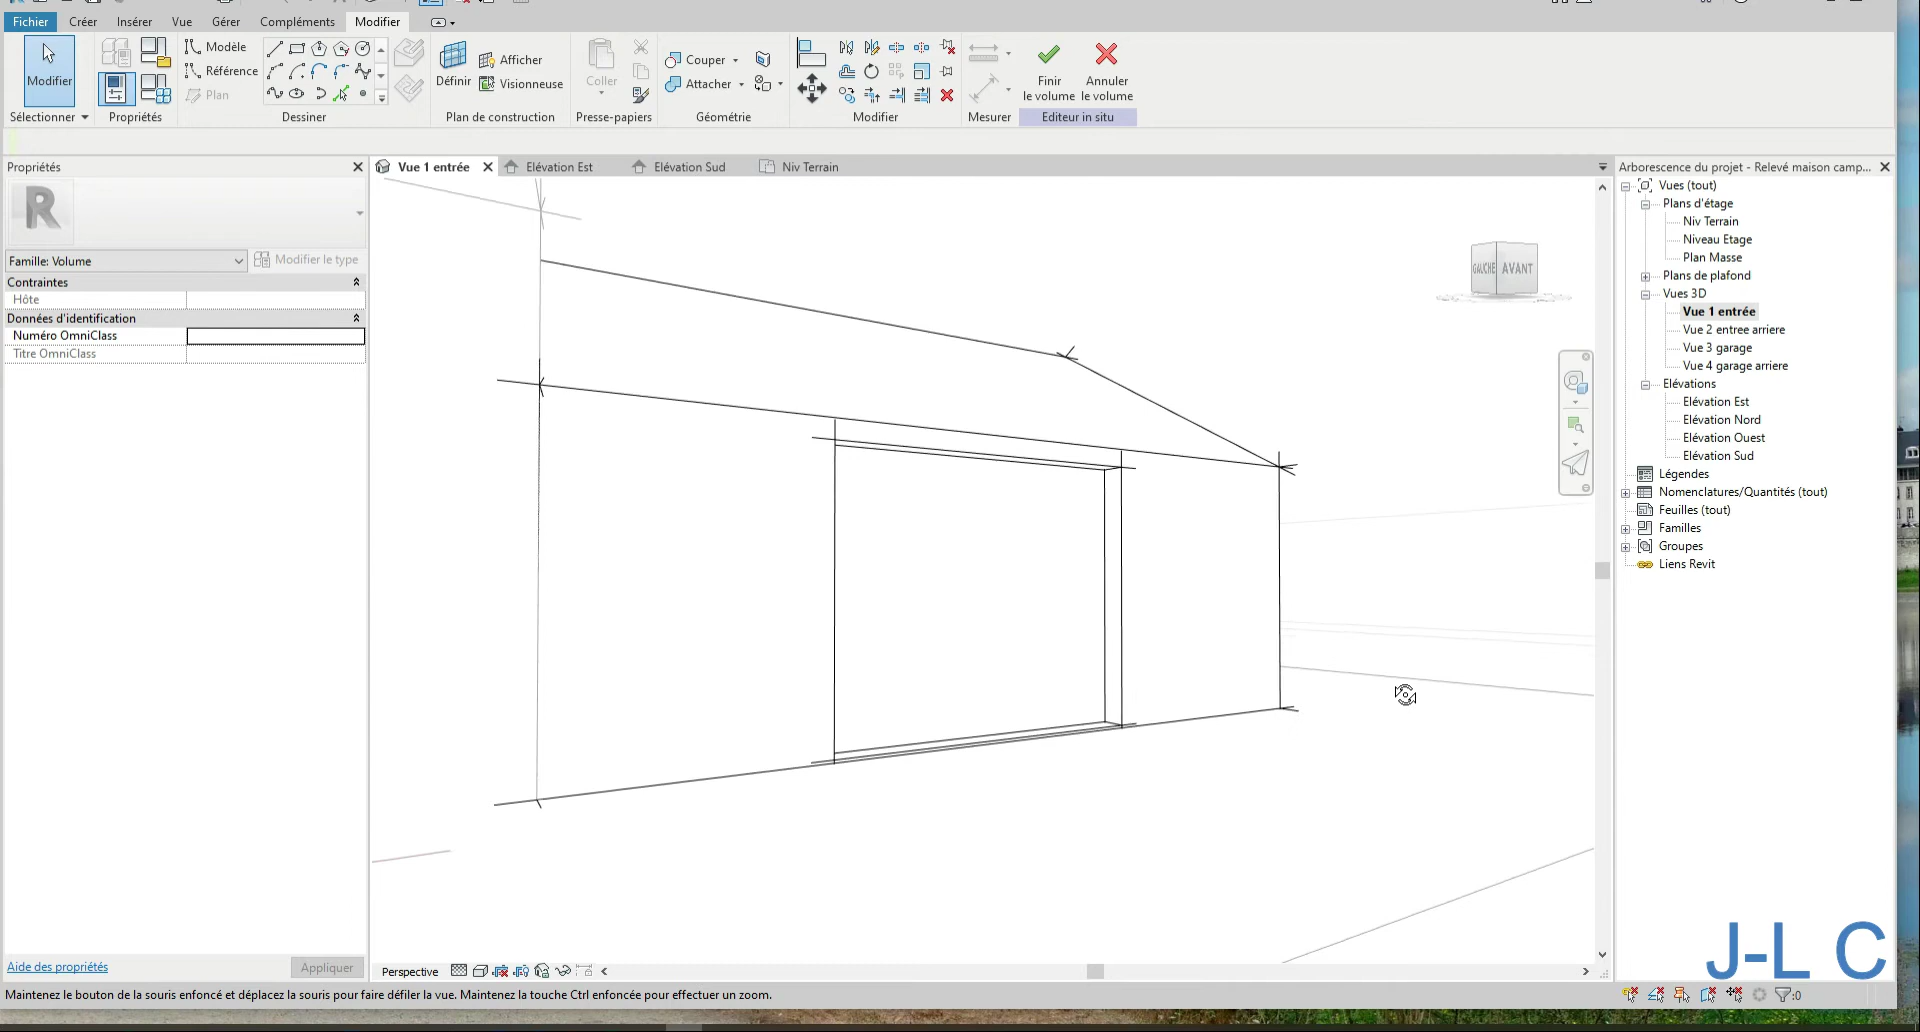 Fichier Créer Insérer Vue Gérer Compléments Modifier
Modifier
Modèle
Référence
Plan
Définir
Afficher
Visionneuse
Coller
Couper
Attacher
Finir
le volume
Annuler
le volume
Sélectionner Propriétés Dessiner Plan de construction Presse-papiers Géométrie Modifier Mesurer Editeur in situ
Propriétés
R
Famille: Volume
Modifier le type
Contraintes
Hôte
Données d'identification
Numéro OmniClass
Titre OmniClass
Aide des propriétés
Appliquer
Vue 1 entrée Elévation Est Elévation Sud Niv Terrain
GAUCHE AVANT
Perspective
Arborescence du projet - Relevé maison camp...
Vues (tout)
Plans d'étage
Niv Terrain
Niveau Etage
Plan Masse
Plans de plafond
Vues 3D
Vue 1 entrée
Vue 2 entree arriere
Vue 3 garage
Vue 4 garage arriere
Elévations
Elévation Est
Elévation Nord
Elévation Ouest
Elévation Sud
Légendes
Nomenclatures/Quantités (tout)
Feuilles (tout)
Familles
Groupes
Liens Revit
J-L C
Maintenez le bouton de la souris enfoncé et déplacez la souris pour faire défiler la vue. Maintenez la touche Ctrl enfoncée pour effectuer un zoom.
:0